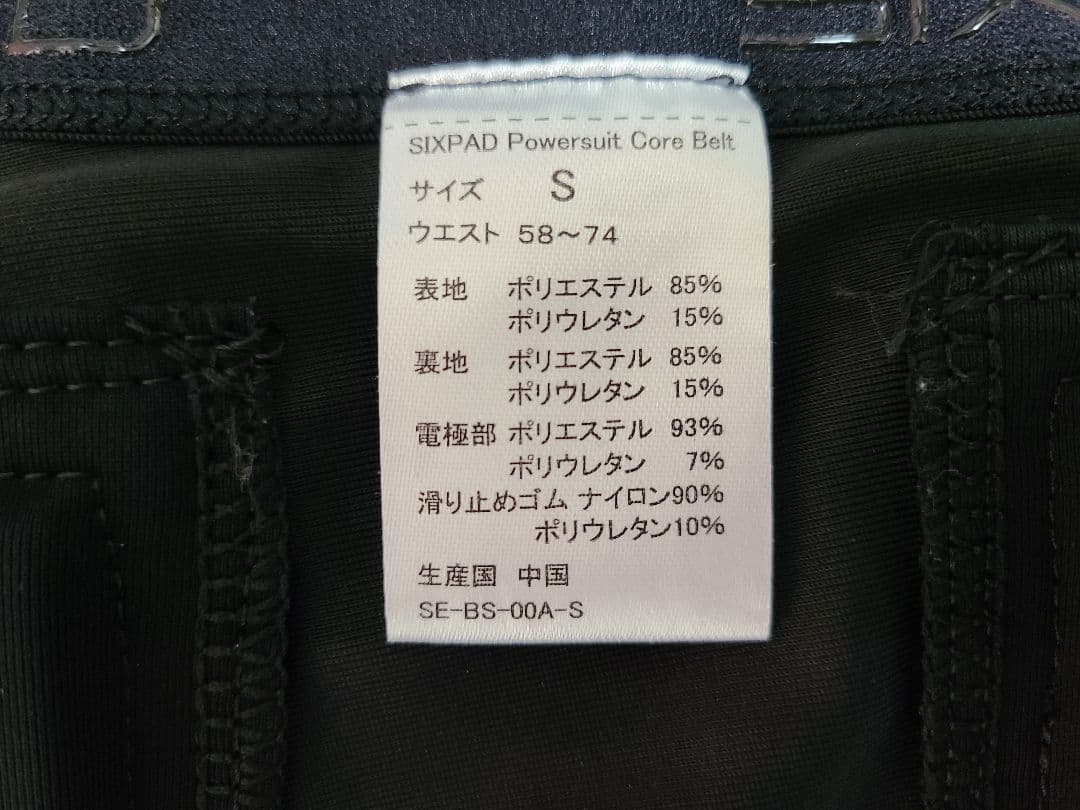 SIXPAD Powersuit Core Belt
サイズ S
ウエスト 58～74
表地 ポリエステル 85%
ポリウレタン 15%
裏地 ポリエステル 85%
ポリウレタン 15%
電極部 ポリエステル 93%
ポリウレタン 7%
滑り止めゴム ナイロン90%
ポリウレタン10%
生産国 中国
SE-BS-00A-S